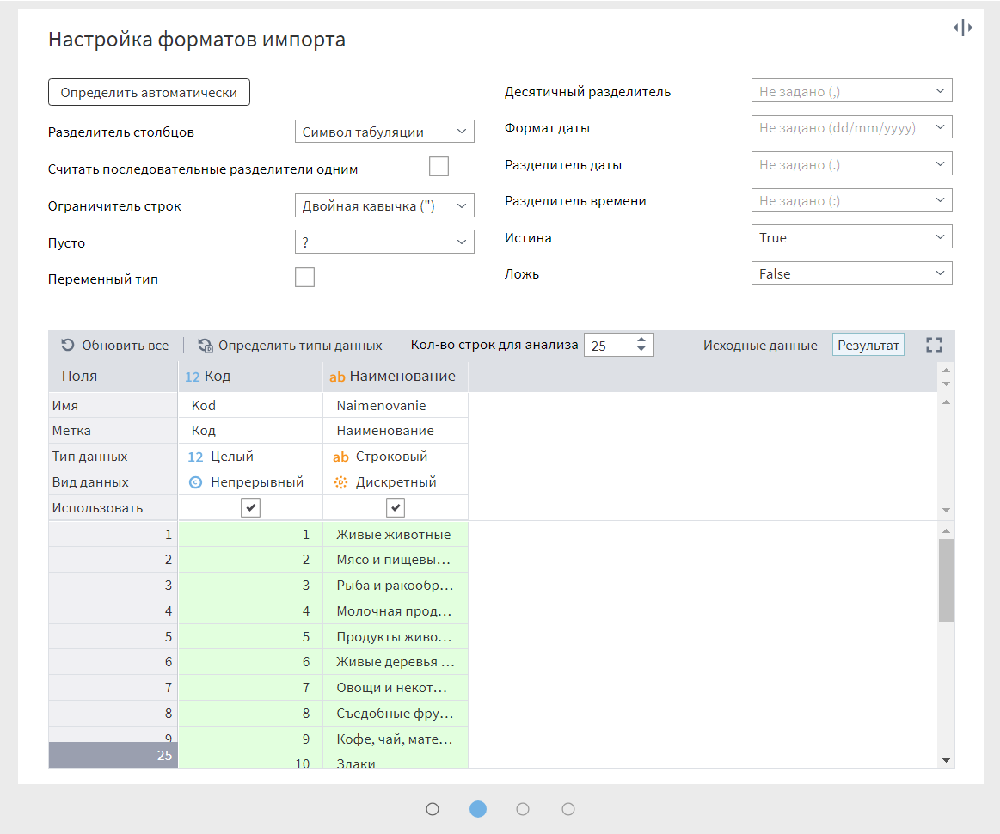 Настройка форматов импорта
Определить автоматически
Разделитель столбцов Символ табуляции
Считать последовательные разделители одним
Ограничитель строк Двойная кавычка (")
Пусто ?
Переменный тип
Десятичный разделитель Не задано (,)
Формат даты Не задано (dd/mm/yyyy)
Разделитель даты Не задано (.)
Разделитель времени Не задано (:)
Истина True
Ложь False
Обновить все Определить типы данных Кол-во строк для анализа 25 Исходные данные Результат
Поля 12 Код ab Наименование
Имя Kod Naimenovanie
Метка Код Наименование
Тип данных 12 Целый ab Строковый
Вид данных C Непрерывный D Дискретный
Использовать
1 1 Живые животные
2 2 Мясо и пищевы…
3 3 Рыба и ракообр…
4 4 Молочная прод…
5 5 Продукты живо…
6 6 Живые деревья …
7 7 Овощи и некот…
8 8 Съедобные фру…
9 9 Кофе, чай, мате…
25 10 Злаки